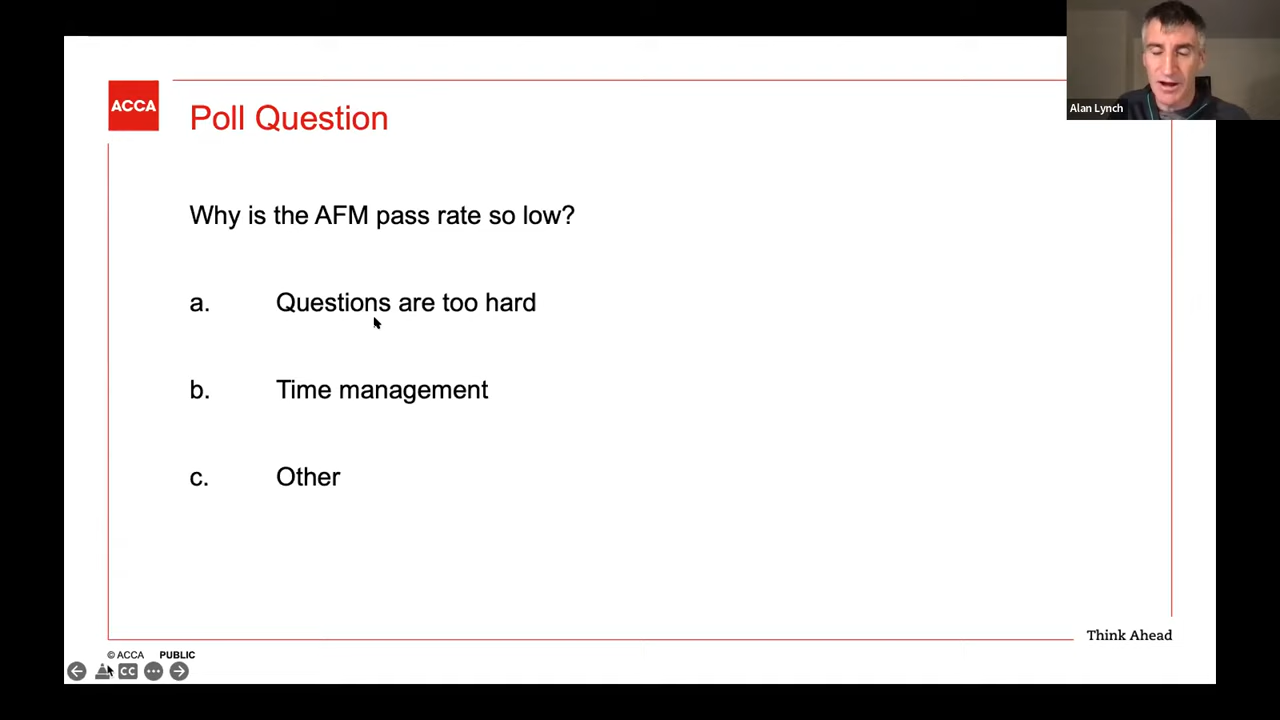 ACCA
Poll Question
Alan Lynch
Why is the AFM pass rate so low?
a. Questions are too hard
b. Time management
c. Other
Think Ahead
© ACCA PUBLIC
CC